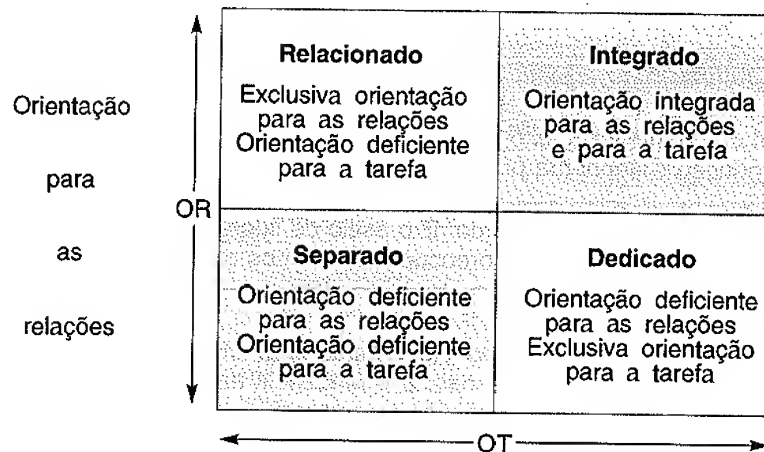 Orientação
para
as
relações
OR
Relacionado
Exclusiva orientação
para as relações
Orientação deficiente
para a tarefa
Integrado
Orientação integrada
para as relações
e para a tarefa
Separado
Orientação deficiente
para as relações
Orientação deficiente
para a tarefa
Dedicado
Orientação deficiente
para as relações
Exclusiva orientação
para a tarefa
OT